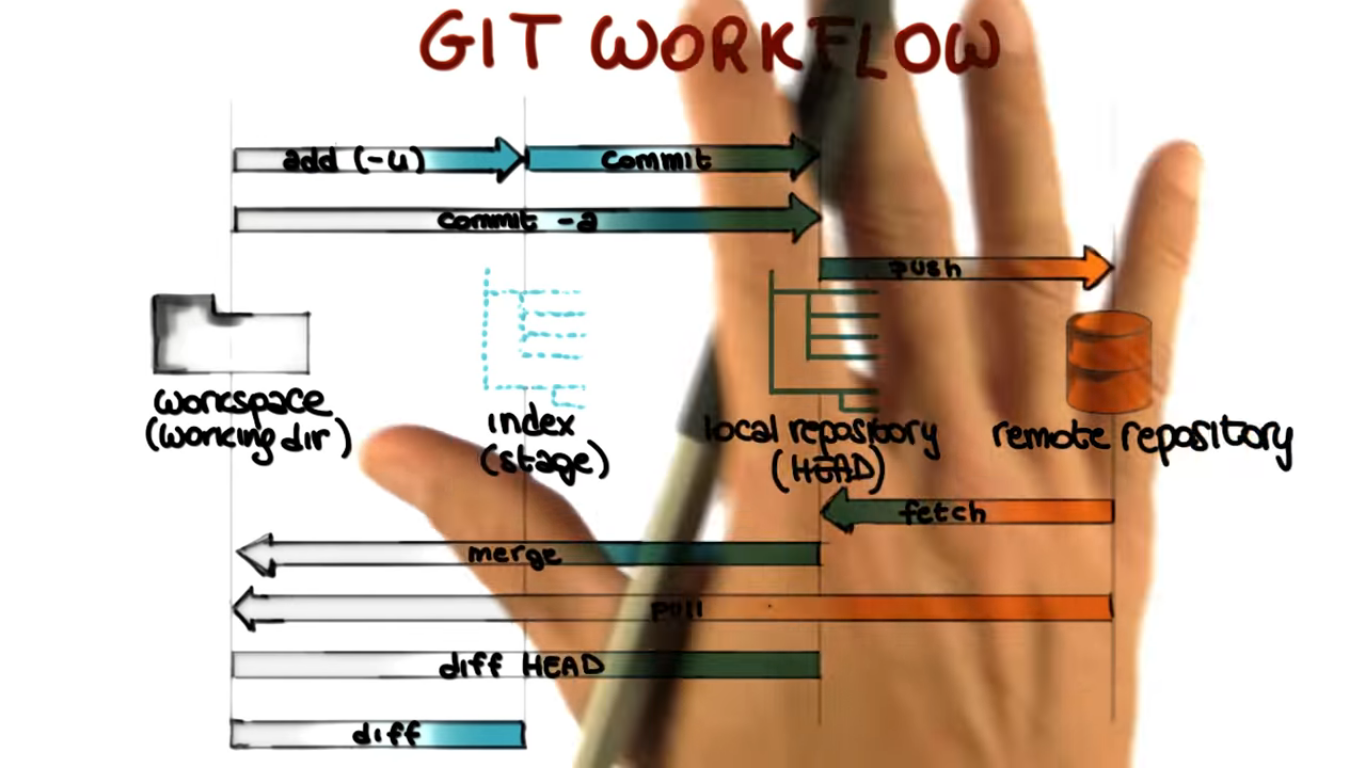 GIT WORKFLOW
add (-u)
commit
commit -a
push
workspace
(working dir)
index
(stage)
local repository
(HEAD)
remote repository
fetch
merge
pull
diff HEAD
diff